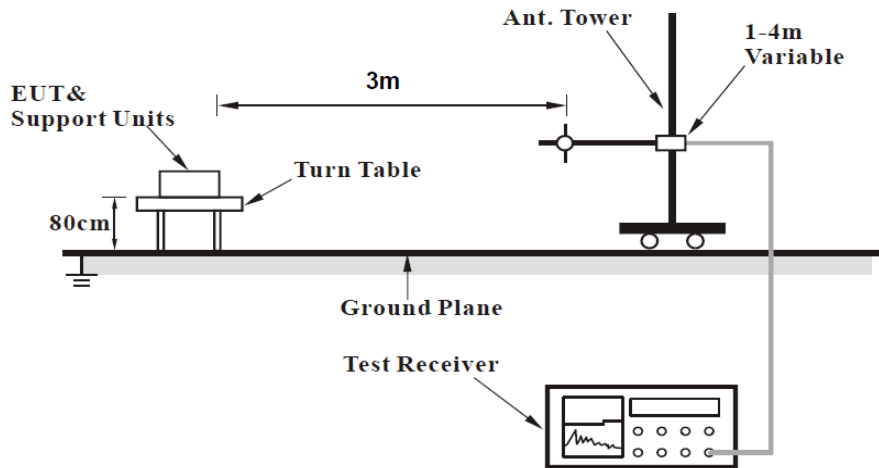 Ant. Tower
1-4m
Variable
3m
EUT&
Support Units
Turn Table
80cm
Ground Plane
Test Receiver